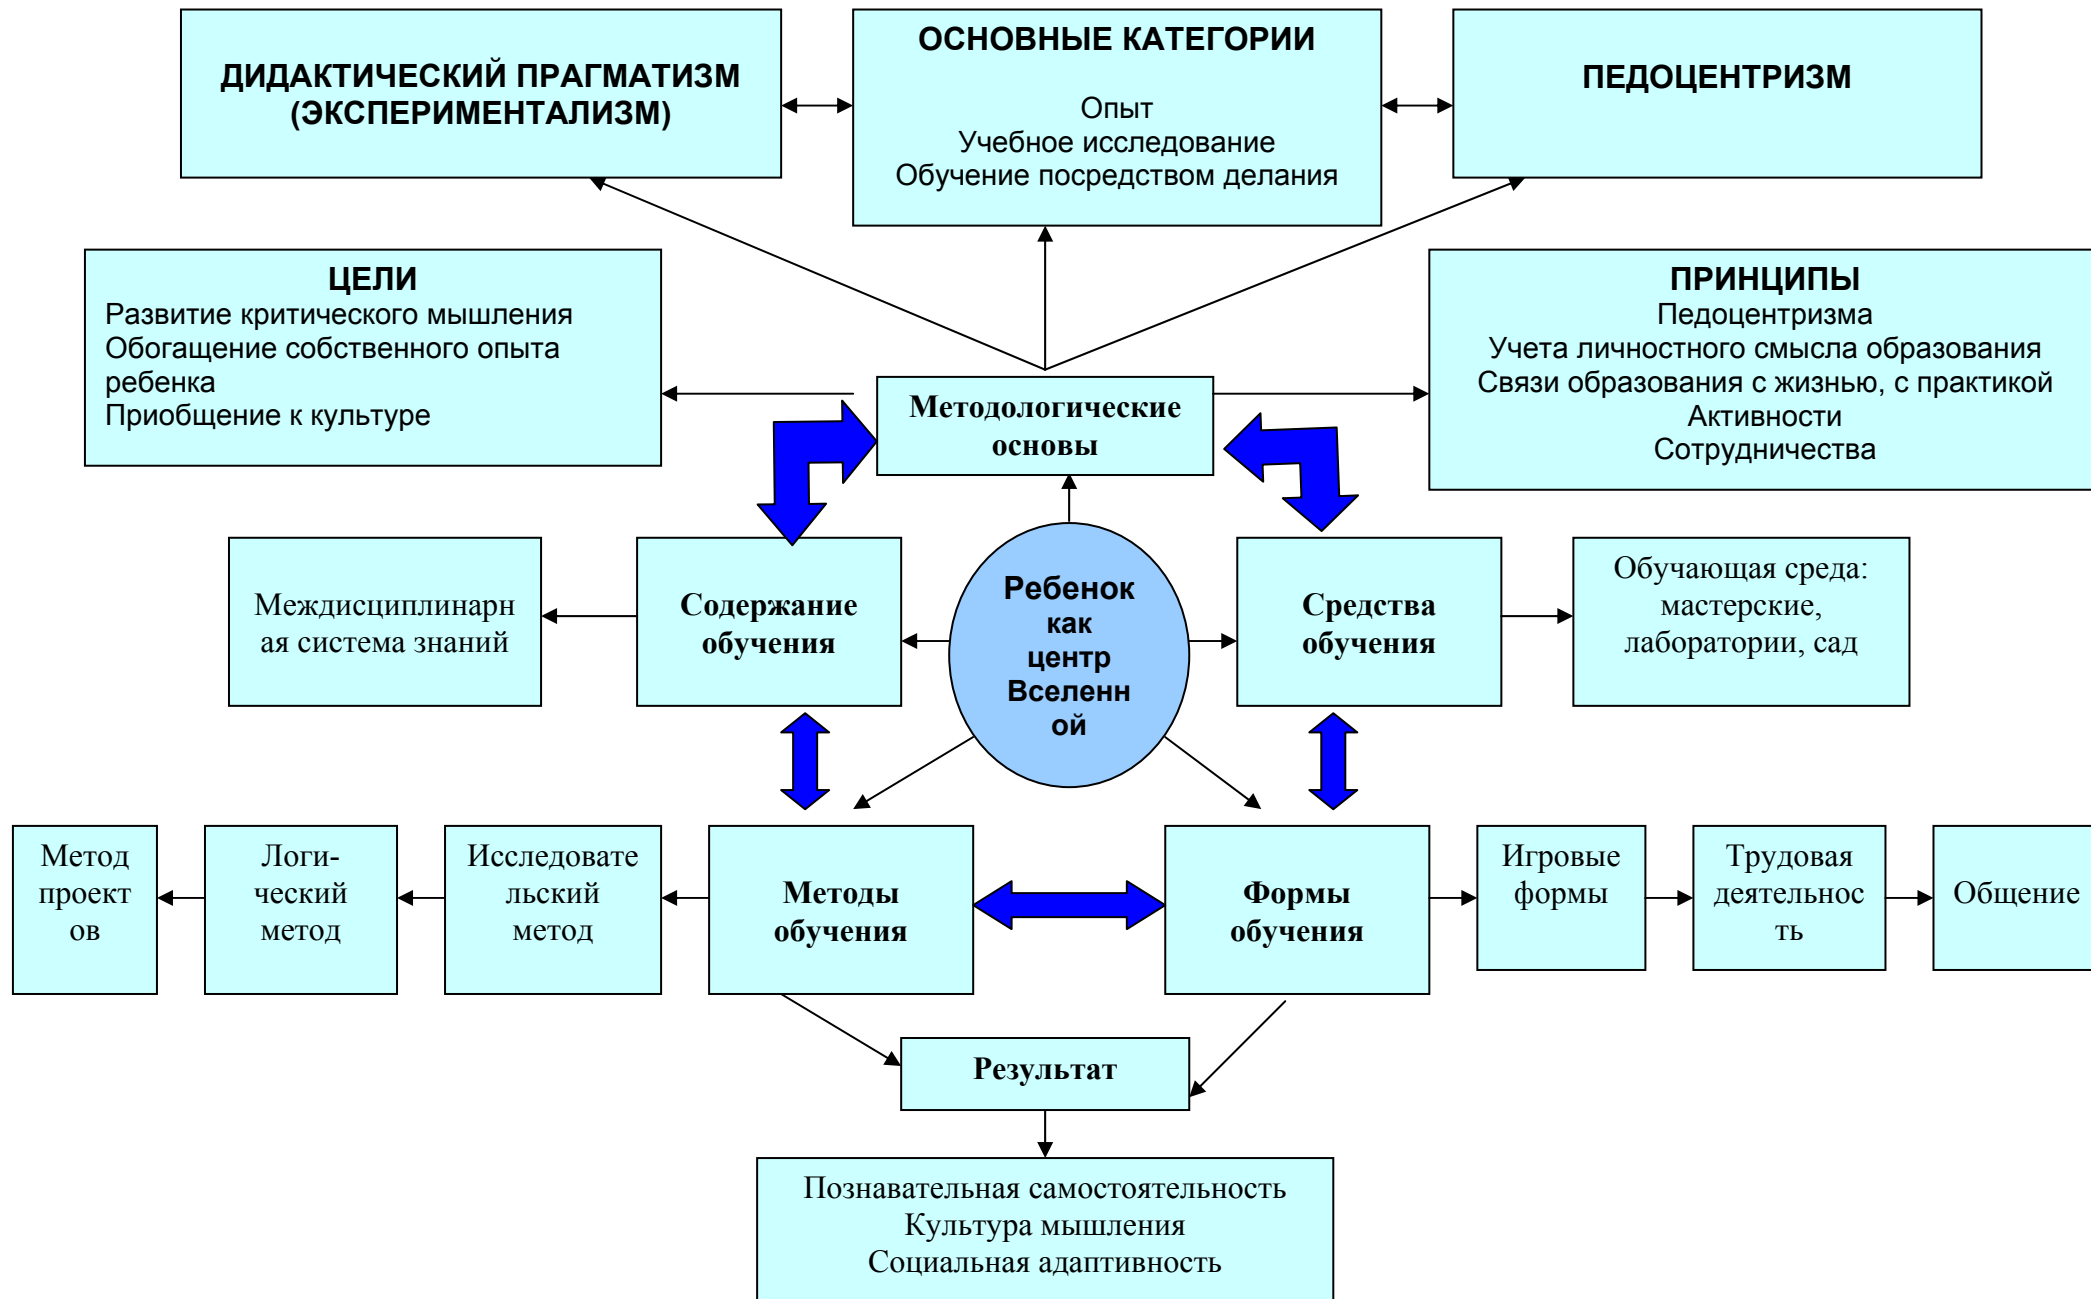 ДИДАКТИЧЕСКИЙ ПРАГМАТИЗМ
(ЭКСПЕРИМЕНТАЛИЗМ)
ОСНОВНЫЕ КАТЕГОРИИ
Опыт
Учебное исследование
Обучение посредством делания
ПЕДОЦЕНТРИЗМ
ЦЕЛИ
Развитие критического мышления
Обогащение собственного опыта
ребенка
Приобщение к культуре
Методологические
основы
ПРИНЦИПЫ
Педоцентризма
Учета личностного смысла образования
Связи образования с жизнью, с практикой
Активности
Сотрудничества
Междисциплинарн
ая система знаний
Содержание
обучения
Ребенок
как
центр
Вселенн
ой
Средства
обучения
Обучающая среда:
мастерские,
лаборатории, сад
Метод
проект
ов
Логи-
ческий
метод
Исследовате
льский
метод
Методы
обучения
Формы
обучения
Игровые
формы
Трудовая
деятельнос
ть
Общение
Результат
Познавательная самостоятельность
Культура мышления
Социальная адаптивность